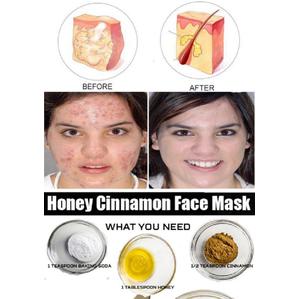 BEFORE
AFTER
Honey Cinnamon Face Mask
WHAT YOU NEED
1 TEASPOON BAKING SODA
1/2 TEASPOON CINNAMON
1 TABLESPOON HONEY